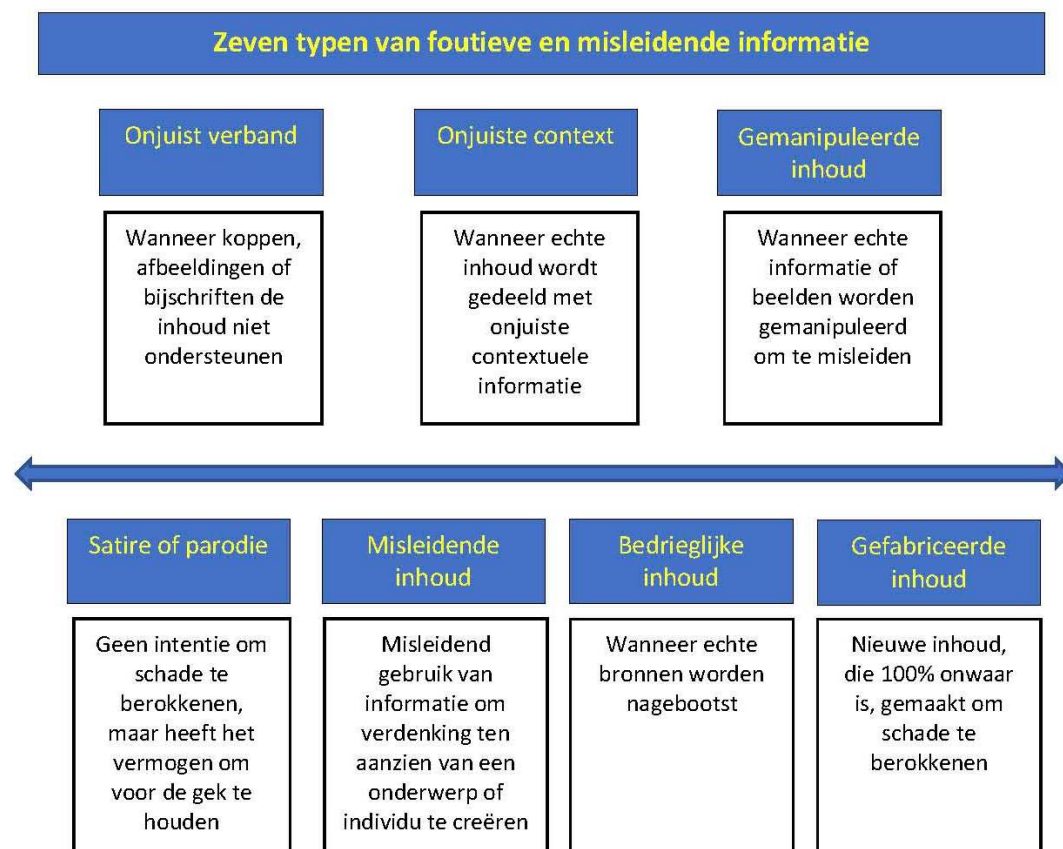 Zeven typen van foutieve en misleidende informatie
Onjuist verband
Wanneer koppen,
afbeeldingen of
bijschriften de
inhoud niet
ondersteunen
Onjuiste context
Wanneer echte
inhoud wordt
gedeeld met
onjuiste
contextuele
informatie
Gemanipuleerde
inhoud
Wanneer echte
informatie of
beelden worden
gemanipuleerd
om te misleiden
Satire of parodie
Geen intentie om
schade te
berokkenen,
maar heeft het
vermogen om
voor de gek te
houden
Misleidende
inhoud
Misleidend
gebruik van
informatie om
verdenking ten
aanzien van een
onderwerp of
individu te creëren
Bedrieglijke
inhoud
Wanneer echte
bronnen worden
nagebootst
Gefabriceerde
inhoud
Nieuwe inhoud,
die 100% onwaar
is, gemaakt om
schade te
berokkenen